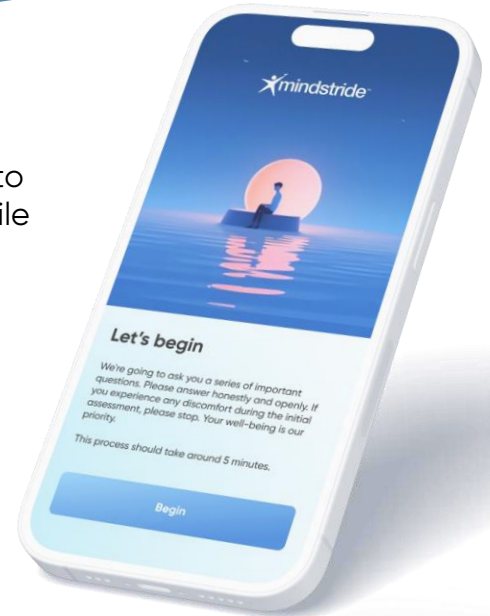 to
ile
mindstride
Let's begin
We're going to ask you a series of important
questions. Please answer honestly and openly. If
you experience any discomfort during the initial
assessment, please stop. Your well-being is our
priority.
This process should take around 5 minutes.
Begin